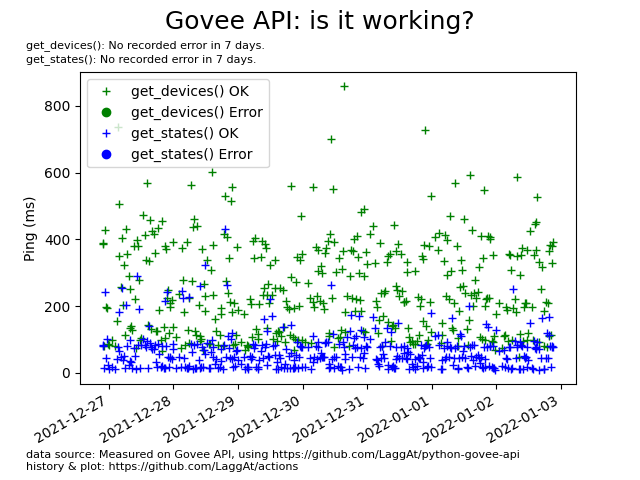 Govee API: is it working?
get_devices(): No recorded error in 7 days.
get_states(): No recorded error in 7 days.
get_devices() OK
get_devices() Error
get_states() OK
get_states() Error
Ping (ms)
800
600
400
200
0
2021-12-27
2021-12-28
2021-12-29
2021-12-30
2021-12-31
2022-01-01
2022-01-02
2022-01-03
data source: Measured on Govee API, using https://github.com/LaggAt/python-govee-api
history & plot: https://github.com/LaggAt/actions